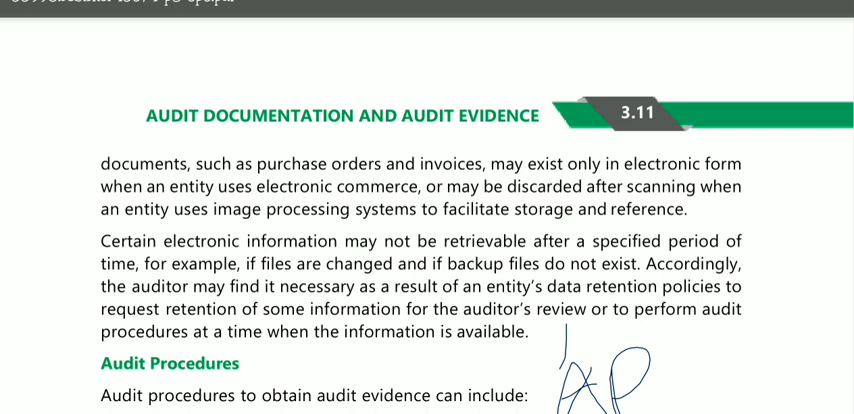 AUDIT DOCUMENTATION AND AUDIT EVIDENCE 3.11
documents, such as purchase orders and invoices, may exist only in electronic form
when an entity uses electronic commerce, or may be discarded after scanning when
an entity uses image processing systems to facilitate storage and reference.
Certain electronic information may not be retrievable after a specified period of
time, for example, if files are changed and if backup files do not exist. Accordingly,
the auditor may find it necessary as a result of an entity's data retention policies to
request retention of some information for the auditor's review or to perform audit
procedures at a time when the information is available.
Audit Procedures
Audit procedures to obtain audit evidence can include:
AP